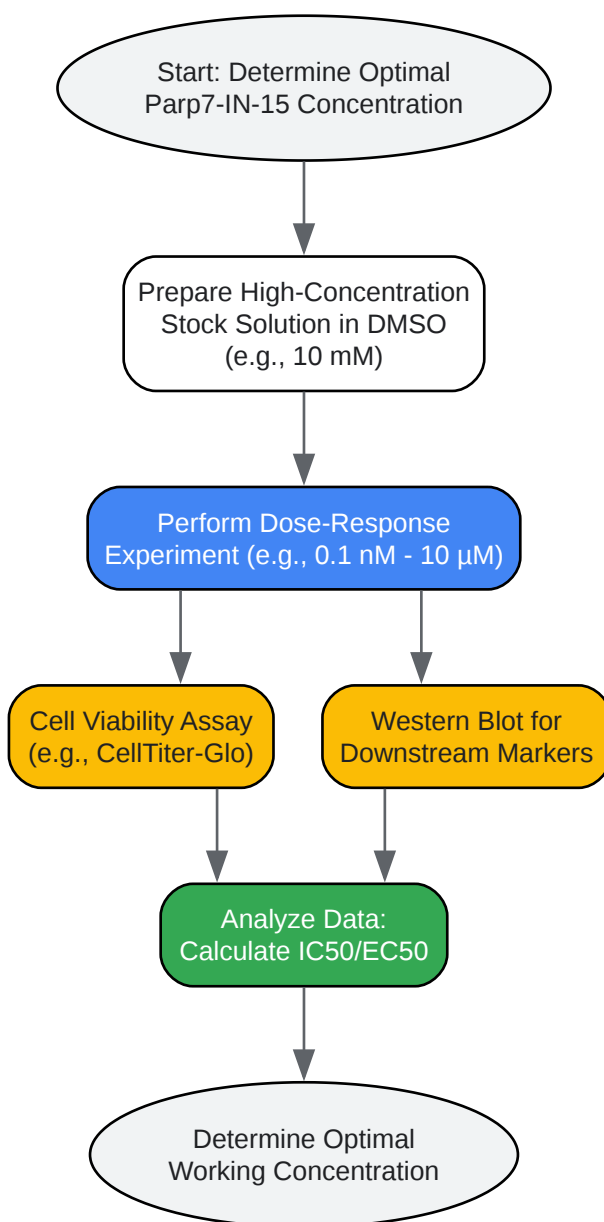 Start: Determine Optimal
Parp7-IN-15 Concentration
Prepare High-Concentration
Stock Solution in DMSO
(e.g., 10 mM)
Perform Dose-Response
Experiment (e.g., 0.1 nM - 10 µM)
Cell Viability Assay
(e.g., CellTiter-Glo)
Western Blot for
Downstream Markers
Analyze Data:
Calculate IC50/EC50
Determine Optimal
Working Concentration